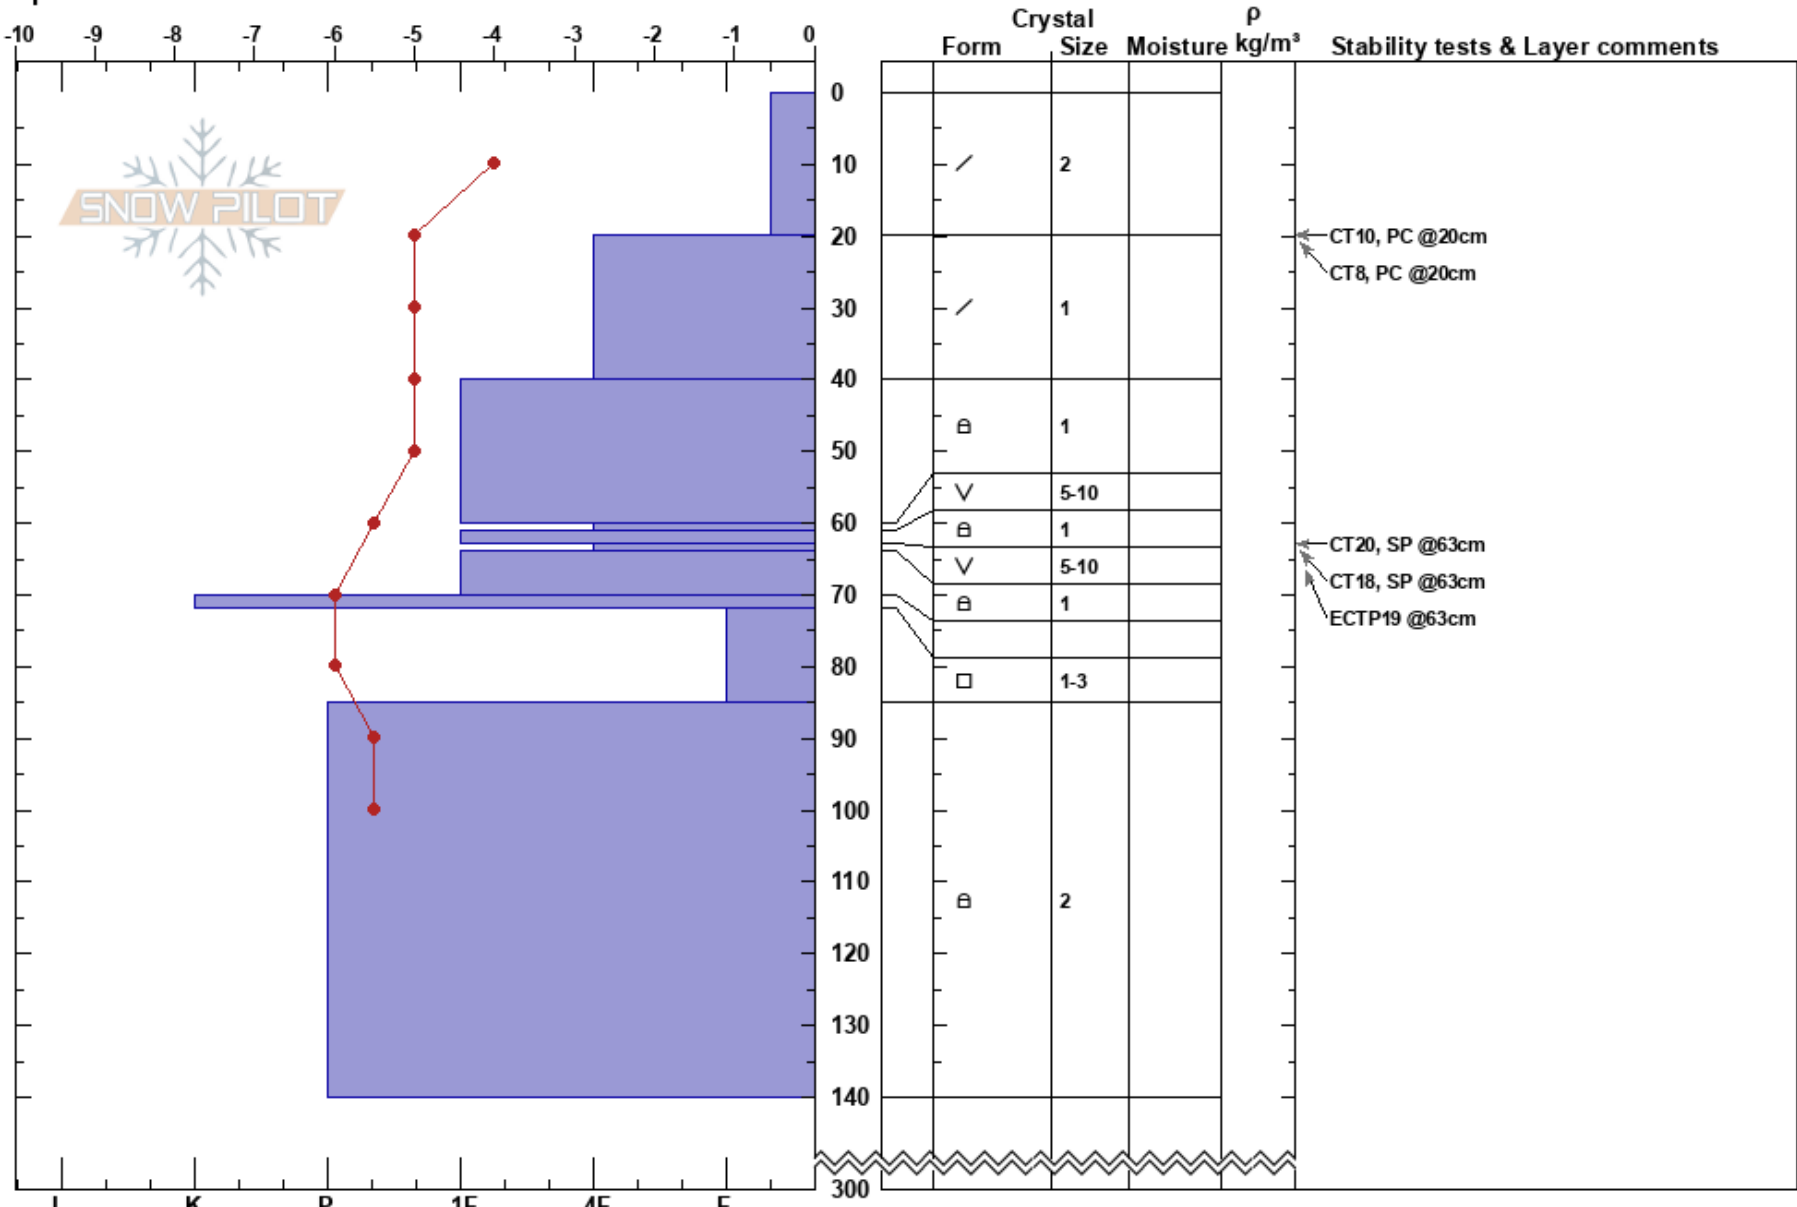 Crystal ρ
-10 -9 -8 -7 -6 -5 -4 -3 -2 -1 0
Form Size Moisture kg/m³ Stability tests & Layer comments
0
SNOW PILOT
10 2
20 CT10, PC @20cm
CT8, PC @20cm
30 1
40
1
50
5-10
60 1
CT20, SP @63cm
5-10
CT18, SP @63cm
70 1
ECTP19 @63cm
80
1-3
90
100
110
2
120
130
140
300
I K P 1F 4F F